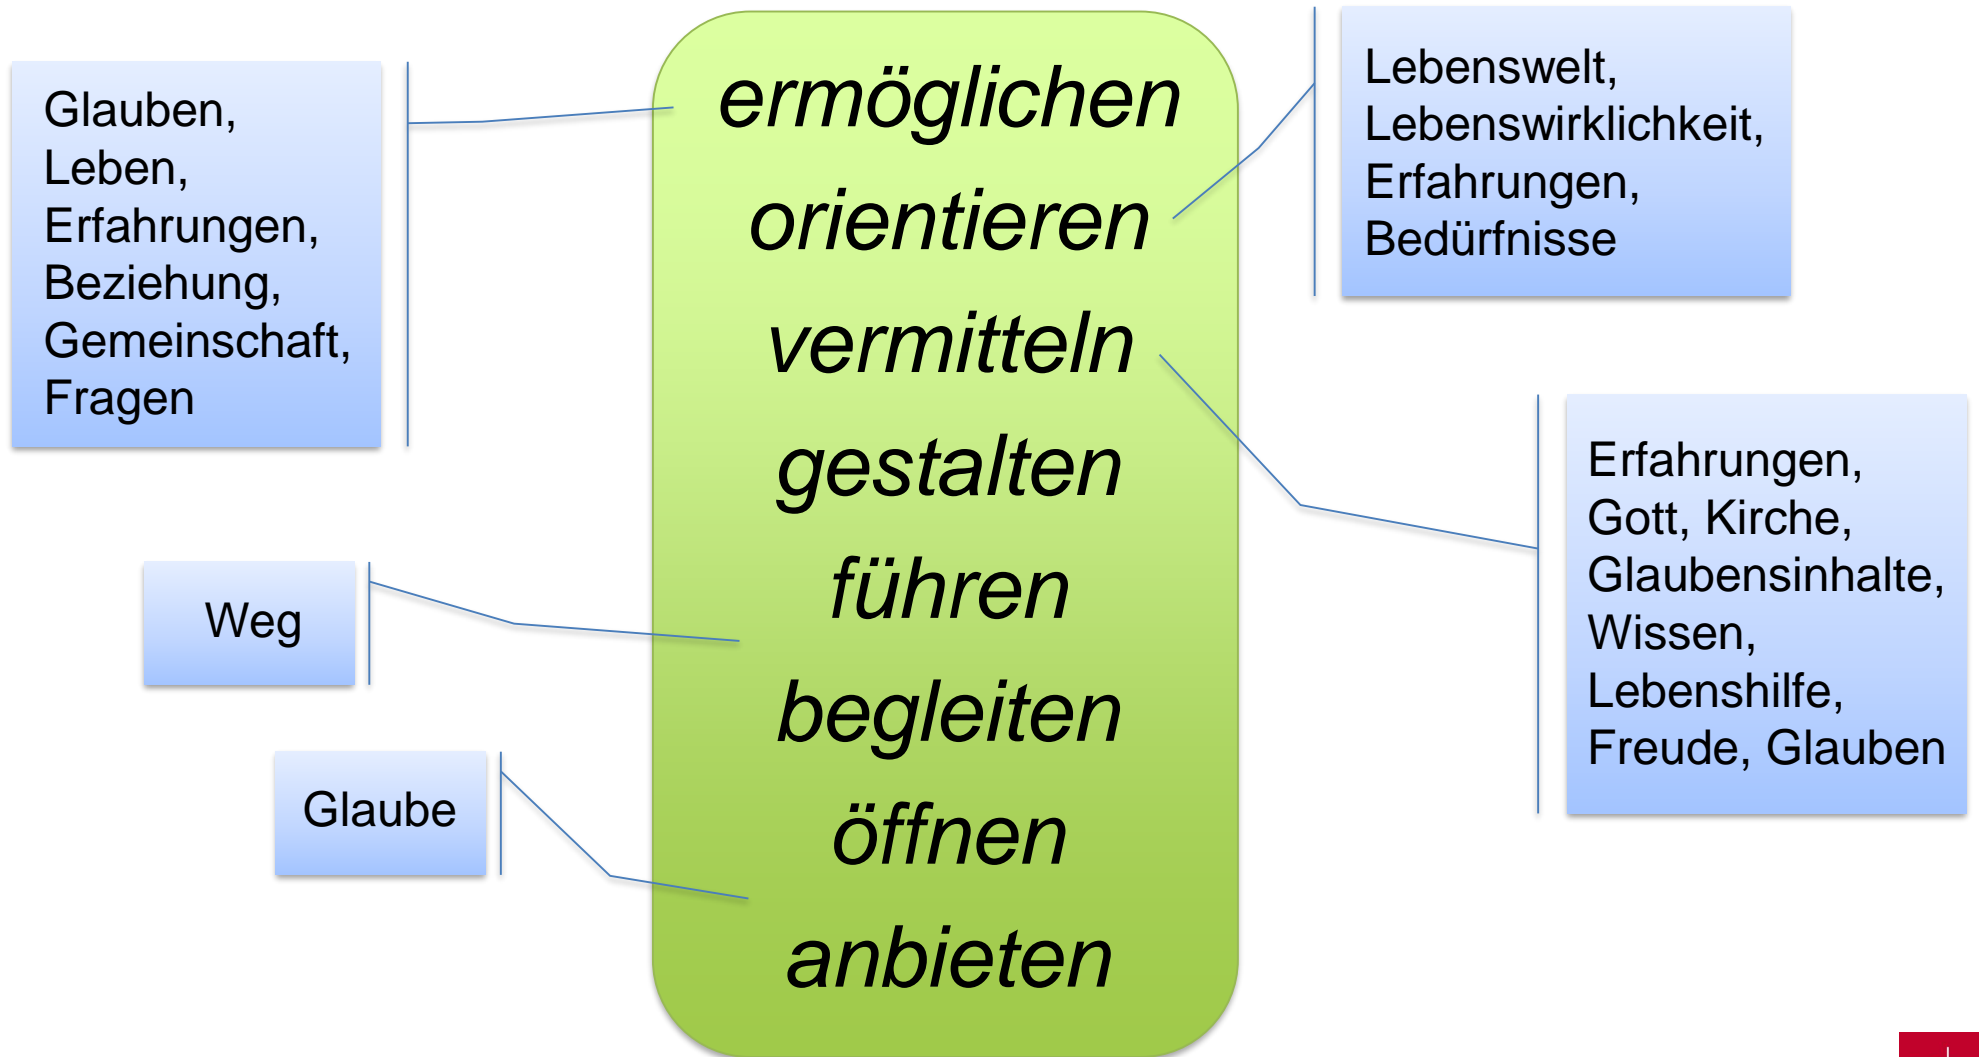 Glauben,
Leben,
Erfahrungen,
Beziehung,
Gemeinschaft,
Fragen
Weg
Glaube
ermöglichen
orientieren
vermitteln
gestalten
führen
begleiten
öffnen
anbieten
Lebenswelt,
Lebenswirklichkeit,
Erfahrungen,
Bedürfnisse
Erfahrungen,
Gott, Kirche,
Glaubensinhalte,
Wissen,
Lebenshilfe,
Freude, Glauben